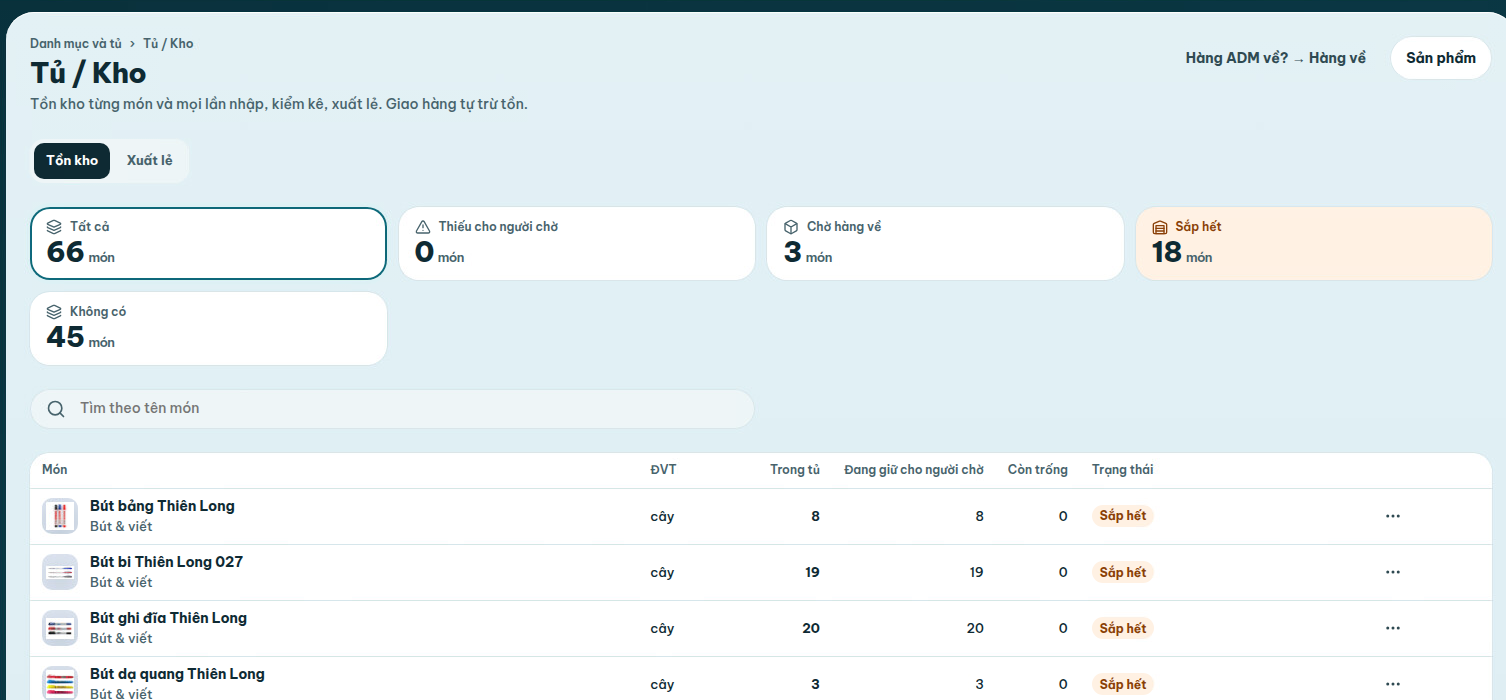 Danh mục và tủ › Tủ / Kho
Tủ / Kho
Tồn kho từng món và mọi lần nhập, kiểm kê, xuất lẻ. Giao hàng tự trừ tồn.
Hàng ADM về? → Hàng về
Sản phẩm
Tồn kho Xuất lẻ
Tất cả
66 món
Thiếu cho người chờ
0 món
Chờ hàng về
3 món
Sắp hết
18 món
Không có
45 món
Tìm theo tên món
Món ĐVT Trong tủ Đang giữ cho người chờ Còn trống Trạng thái
Bút bảng Thiên Long
Bút & viết
cây 8 8 0 Sắp hết
Bút bi Thiên Long 027
Bút & viết
cây 19 19 0 Sắp hết
Bút ghi đĩa Thiên Long
Bút & viết
cây 20 20 0 Sắp hết
Bút dạ quang Thiên Long
Bút & viết
cây 3 3 0 Sắp hết